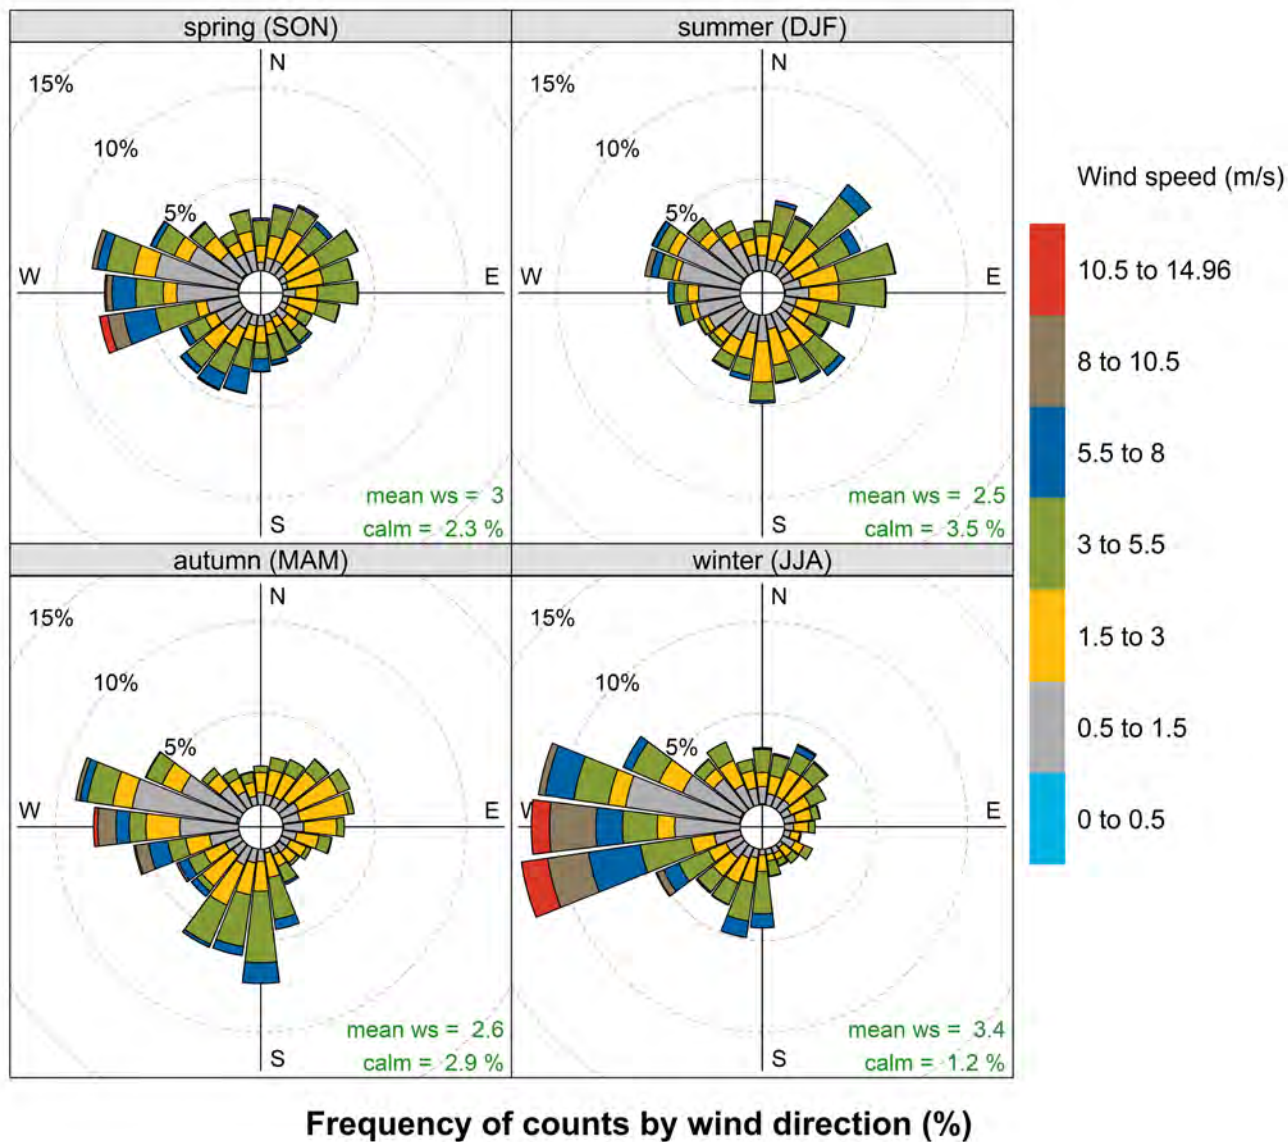 spring (SON)
summer (DJF)
N
15%
10%
5%
W
E
mean ws = 3
calm = 2.3 %
S
N
15%
10%
5%
W
E
mean ws = 2.5
calm = 3.5 %
S
autumn (MAM)
winter (JJA)
N
15%
10%
5%
W
E
mean ws = 2.6
calm = 2.9 %
S
N
15%
10%
5%
W
E
mean ws = 3.4
calm = 1.2 %
S
Wind speed (m/s)
10.5 to 14.96
8 to 10.5
5.5 to 8
3 to 5.5
1.5 to 3
0.5 to 1.5
0 to 0.5
Frequency of counts by wind direction (%)